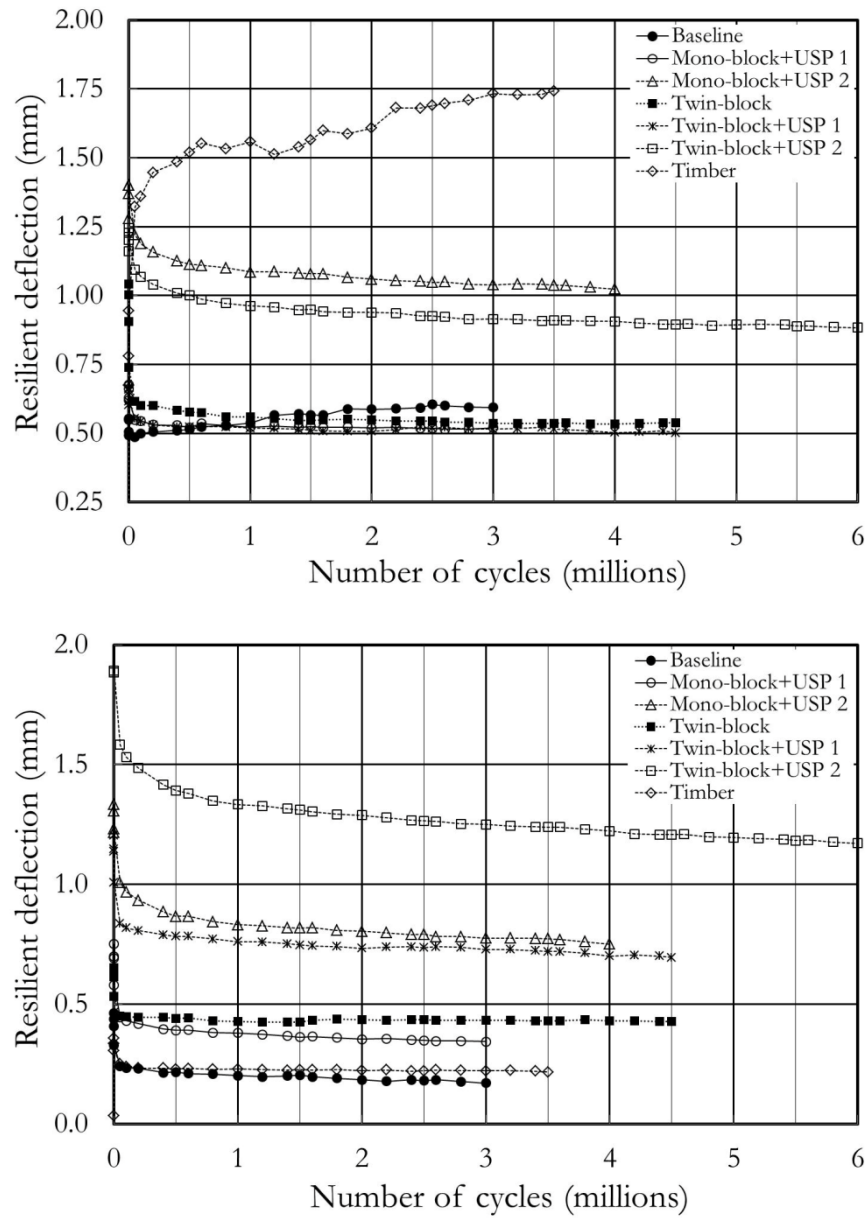 2.00
1.75
1.50
1.25
1.00
0.75
0.50
0.25
Resilient deflection (mm)
Baseline
Mono-block+USP 1
Mono-block+USP 2
Twin-block
Twin-block+USP 1
Twin-block+USP 2
Timber
0 1 2 3 4 5 6
Number of cycles (millions)
2.0
1.5
1.0
0.5
0.0
Resilient deflection (mm)
Baseline
Mono-block+USP 1
Mono-block+USP 2
Twin-block
Twin-block+USP 1
Twin-block+USP 2
Timber
0 1 2 3 4 5 6
Number of cycles (millions)